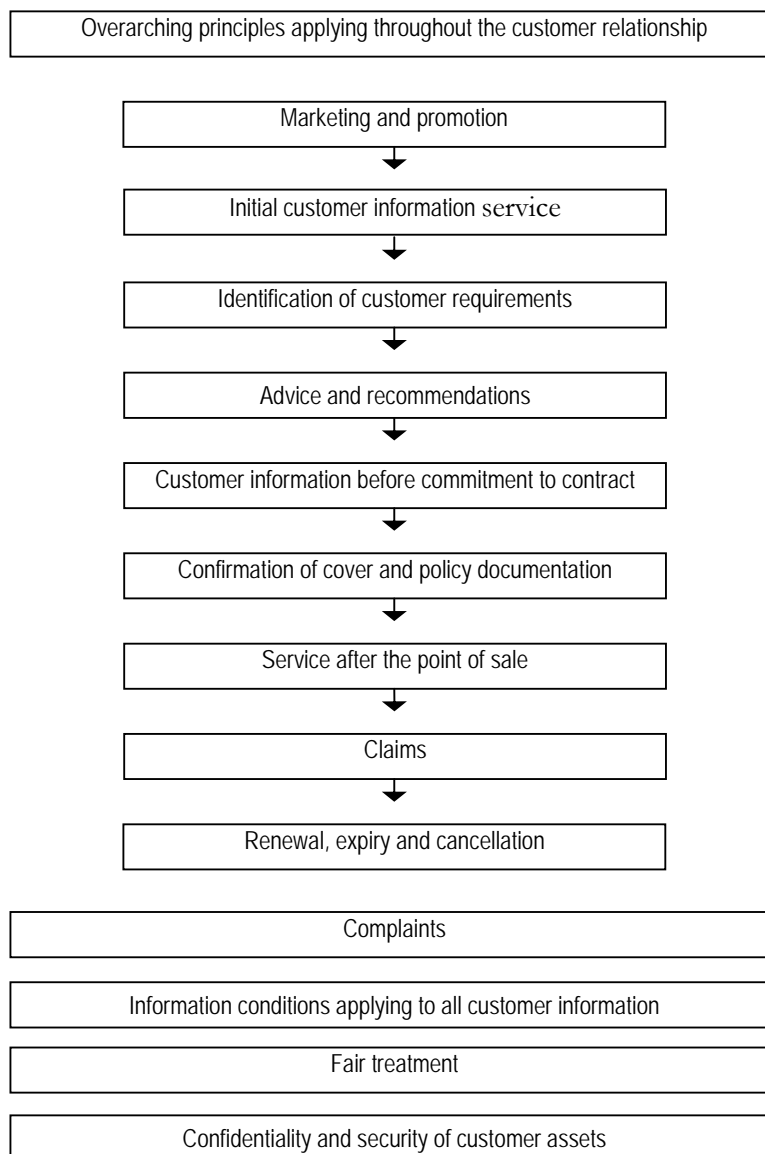 Overarching principles applying throughout the customer relationship
Marketing and promotion
Initial customer information service
Identification of customer requirements
Advice and recommendations
Customer information before commitment to contract
Confirmation of cover and policy documentation
Service after the point of sale
Claims
Renewal, expiry and cancellation
Complaints
Information conditions applying to all customer information
Fair treatment
Confidentiality and security of customer assets